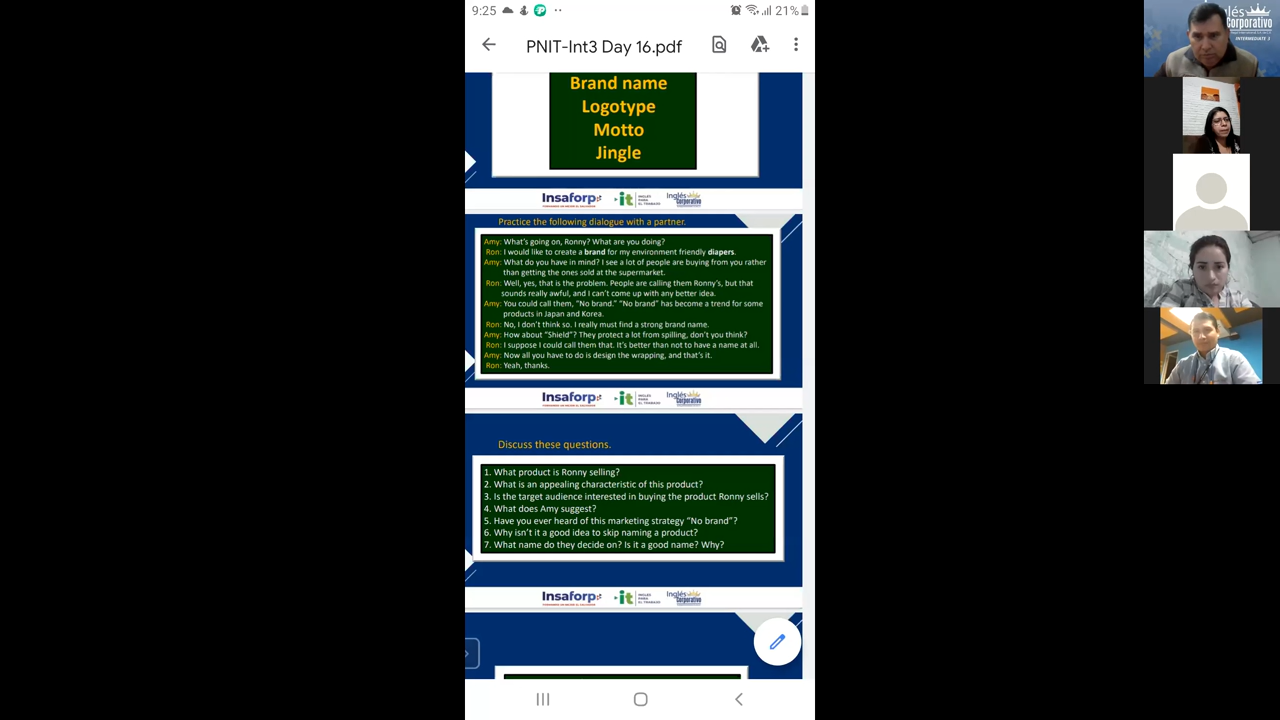 9:25
21%
PNIT-Int3 Day 16.pdf
Brand name
Logotype
Motto
Jingle
Insaforp
it
Inglés Corporativo
Practice the following dialogue with a partner.
Amy: What's going on, Ronny? What are you doing?
Ron: I would like to create a brand for my environment friendly diapers.
Amy: What do you have in mind? I see a lot of people are buying from you rather
than getting the ones sold at the supermarket.
Ron: Well, yes, that is the problem. People are calling them Ronny's, but that
sounds really awful, and I can't come up with any better idea.
Amy: You could call them, "No brand." "No brand" has become a trend for some
products in Japan and Korea.
Ron: No, I don't think so. I really must find a strong brand name.
Amy: How about "Shield"? They protect a lot from spilling, don't you think?
Ron: I suppose I could call them that. It's better than not to have a name at all.
Amy: Now all you have to do is design the wrapping, and that's it.
Ron: Yeah, thanks.
Insaforp
it
Inglés Corporativo
Discuss these questions.
1. What product is Ronny selling?
2. What is an appealing characteristic of this product?
3. Is the target audience interested in buying the product Ronny sells?
4. What does Amy suggest?
5. Have you ever heard of this marketing strategy "No brand"?
6. Why isn't it a good idea to skip naming a product?
7. What name do they decide on? Is it a good name? Why?
Insaforp
it
Inglés Corporativo
lés
orporativo
INTERMEDIATE 3